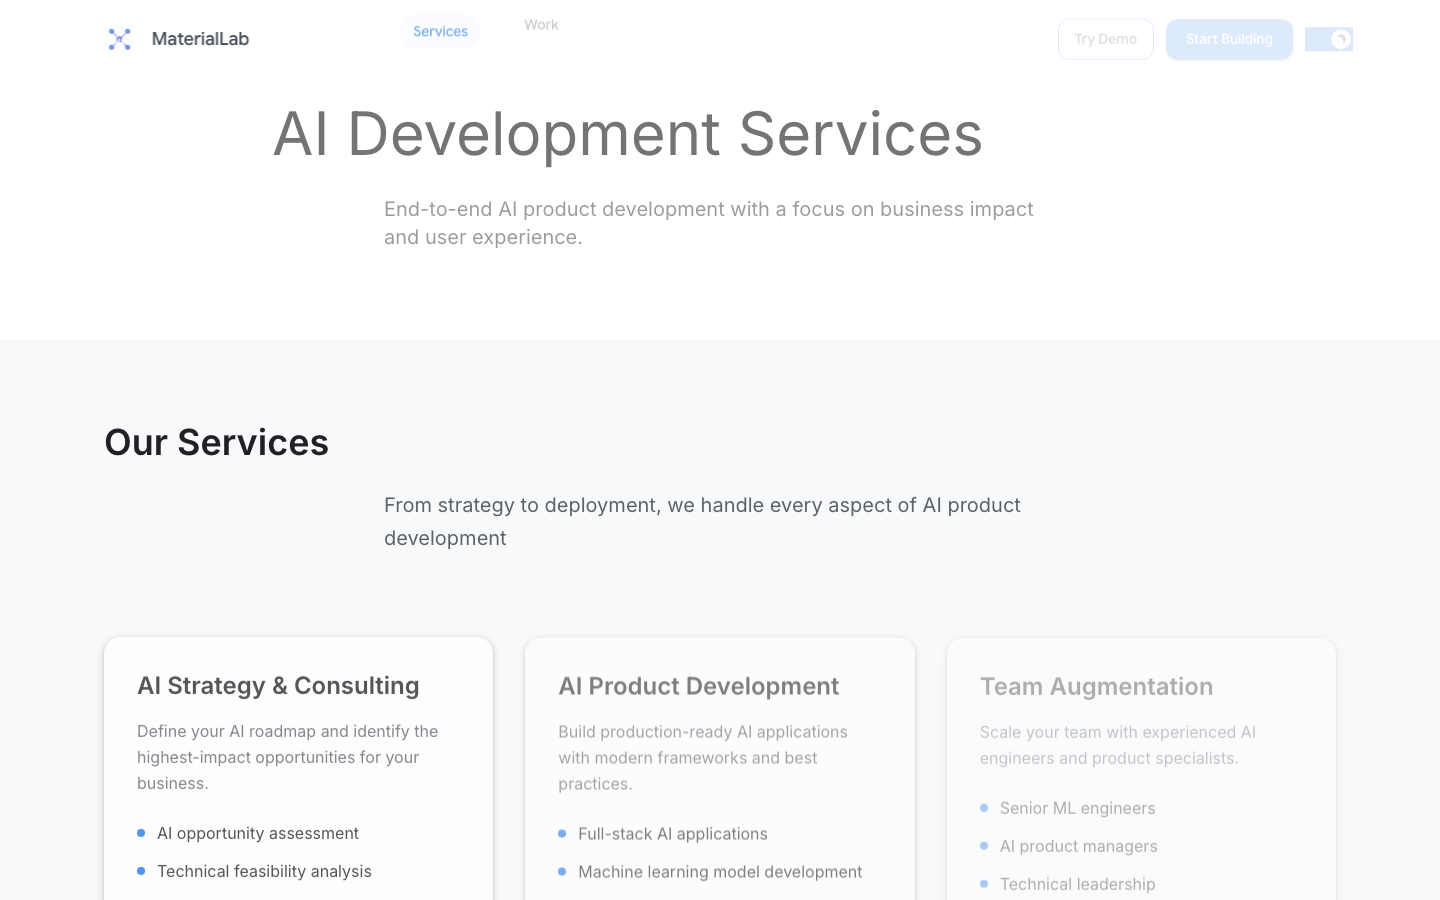 MaterialLab
Services
Work
Try Demo
Start Building
AI Development Services
End-to-end AI product development with a focus on business impact
and user experience.
Our Services
From strategy to deployment, we handle every aspect of AI product
development
AI Strategy & Consulting
Define your AI roadmap and identify the
highest-impact opportunities for your
business.
AI opportunity assessment
Technical feasibility analysis
AI Product Development
Build production-ready AI applications
with modern frameworks and best
practices.
Full-stack AI applications
Machine learning model development
Team Augmentation
Scale your team with experienced AI
engineers and product specialists.
Senior ML engineers
AI product managers
Technical leadership